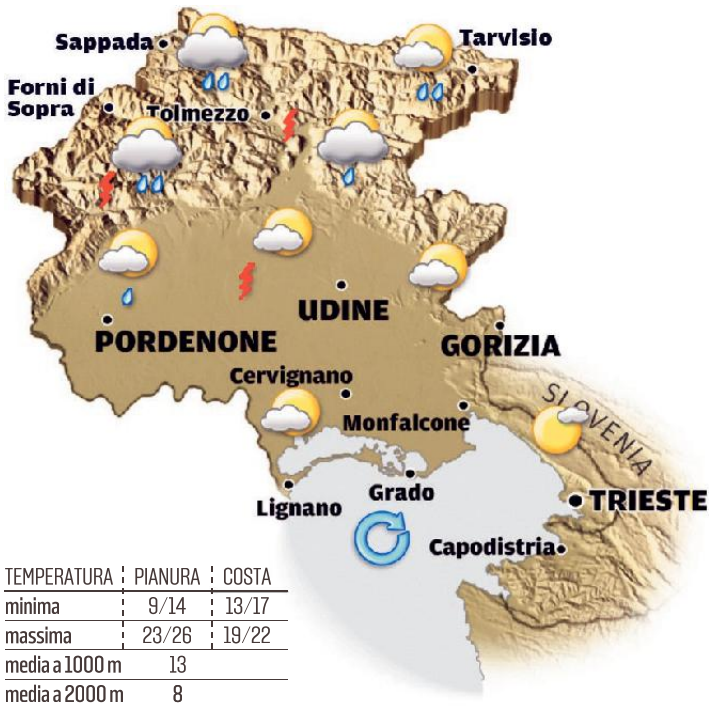 Sappada
Tarvisio
Forni di
Sopra
Tolmezzo
UDINE
PORDENONE
GORIZIA
Cervignano
Monfalcone
SLOVENIA
Lignano
Grado
TRIESTE
Capodistria
TEMPERATURA PIANURA COSTA
minima 9/14 13/17
massima 23/26 19/22
media a 1000 m 13
media a 2000 m 8